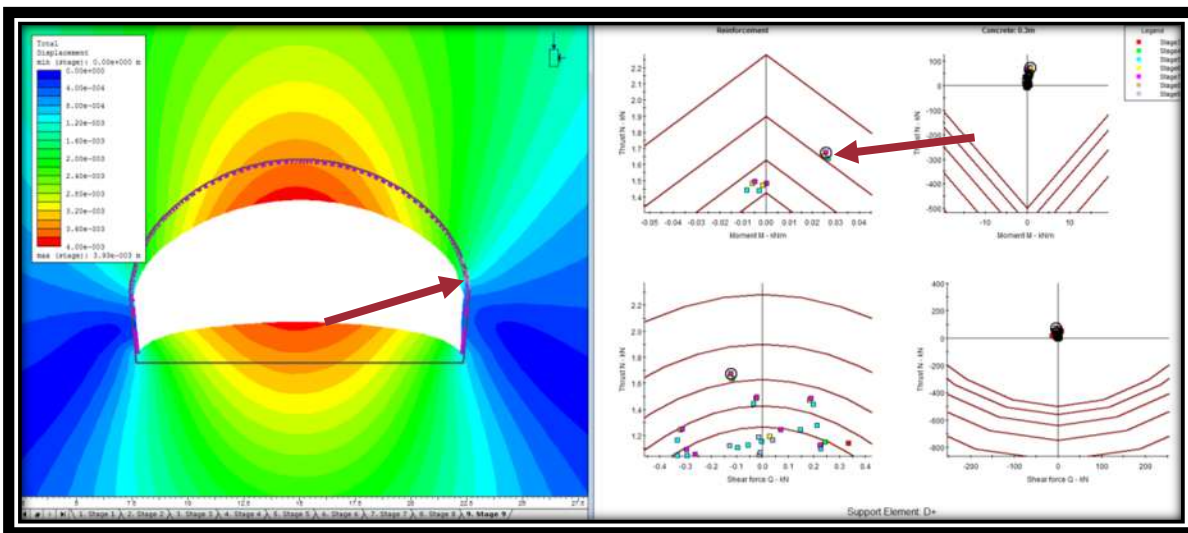 Total
Displacement
min (stage): 0.00e+000 m
0.00e+000
4.00e-004
8.00e-004
1.20e-003
1.60e-003
2.00e-003
2.40e-003
2.80e-003
3.20e-003
3.60e-003
4.00e-003
max (stage): 3.93e-003 m
7.5 10 12.5 15 17.5 20 22.5 25 27.5
1. Stage 1 2. Stage 2 3. Stage 3 4. Stage 4 5. Stage 5 6. Stage 6 7. Stage 7 8. Stage 8 9. Stage 9
Reinforcement
Thrust N - kN
2.2
2.1
2.0
1.9
1.8
1.7
1.6
1.5
1.4
-0.05 -0.04 -0.03 -0.02 -0.01 0.00 0.01 0.02 0.03 0.04
Moment M - kNm
Concrete: 0.3m
Legend
Thrust N - kN
100
0
-100
-200
-300
-400
-500
-10 0 10
Moment M - kNm
Thrust N - kN
2.2
2.0
1.8
1.6
1.4
1.2
-0.4 -0.3 -0.2 -0.1 0.0 0.1 0.2 0.3 0.4
Shear force Q - kN
Thrust N - kN
400
200
0
-200
-400
-600
-800
-200 -100 0 100 200
Shear force Q - kN
Support Element: D+